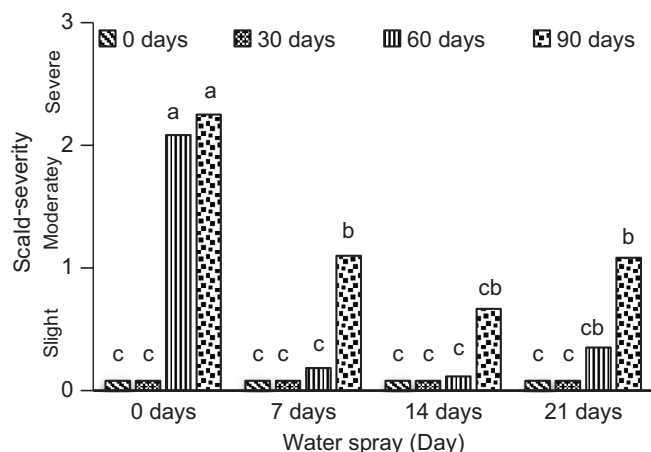 3
0 days 30 days 60 days 90 days
Severe
a a
2
Scald-severity
Moderatey
b b
1
cb
cb
Slight
c c c c c c c c c
0
0 days 7 days 14 days 21 days
Water spray (Day)